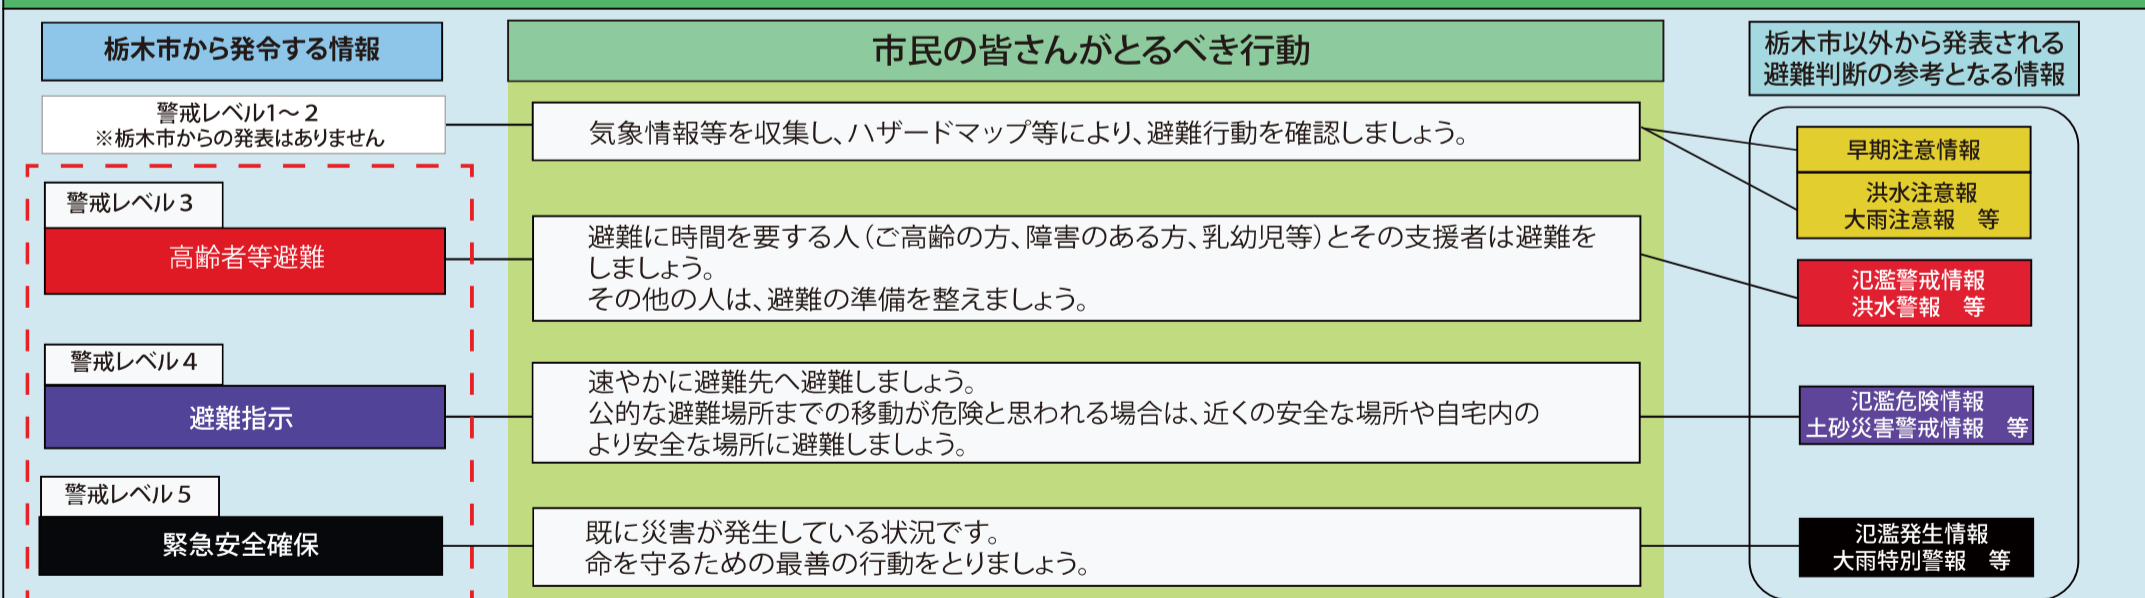 栃木市から発令する情報
市民の皆さんがとるべき行動
栃木市以外から発表される
避難判断の参考となる情報
警戒レベル1～2
※栃木市からの発表はありません
気象情報等を収集し、ハザードマップ等により、避難行動を確認しましょう。
早期注意情報
洪水注意報
大雨注意報　等
警戒レベル3
高齢者等避難
避難に時間を要する人（ご高齢の方、障害のある方、乳幼児等）とその支援者は避難を
しましょう。
その他の人は、避難の準備を整えましょう。
氾濫警戒情報
洪水警報　等
警戒レベル4
避難指示
速やかに避難先へ避難しましょう。
公的な避難場所までの移動が危険と思われる場合は、近くの安全な場所や自宅内の
より安全な場所に避難しましょう。
氾濫危険情報
土砂災害警戒情報　等
警戒レベル5
緊急安全確保
既に災害が発生している状況です。
命を守るための最善の行動をとりましょう。
氾濫発生情報
大雨特別警報　等